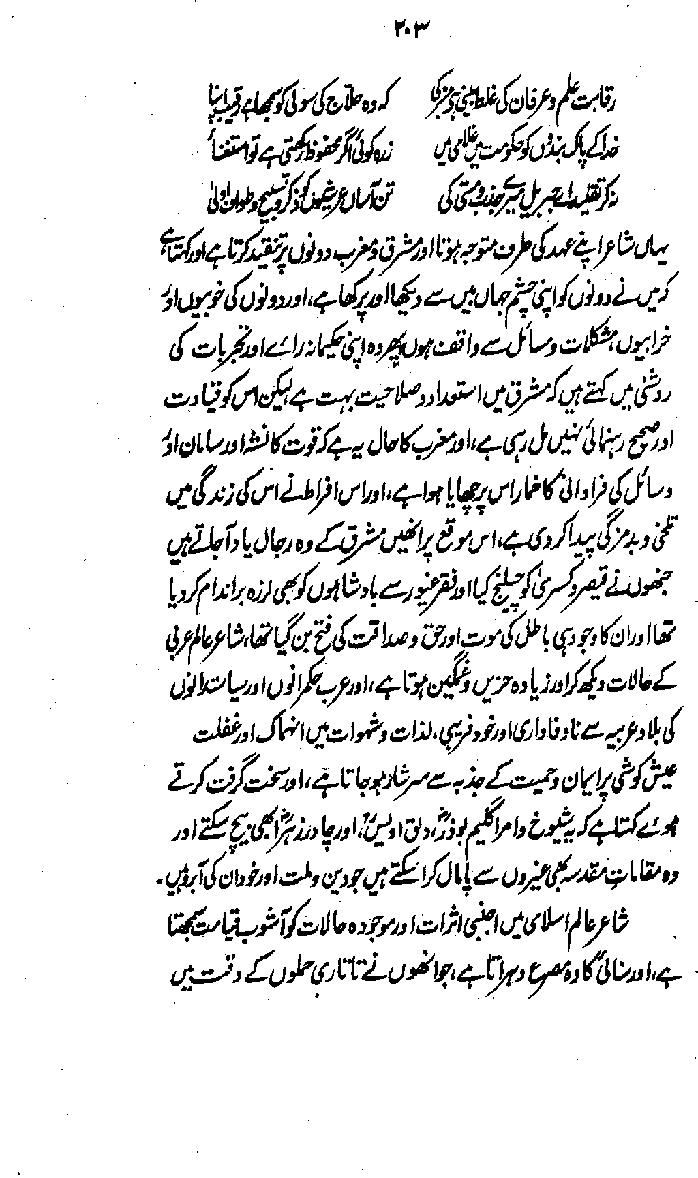 ۲۰۳
رقابت علم و عرفاں کی غلط بینی ہے منبر کی کہ وہ حلاج کی سولی کو سمجھا ہے رقیب اپنا
خدا کے پاک بندوں کو حکومت میں غلامی میں زرہ کوئی اگر محفوظ رکھتی ہے تو استغنا
نہ کر تقلید اے جبریل میرے جذب و مستی کی تن آساں عرشیوں کو ذکر و تسبیح و طواف اولیٰ
یہاں شاعر اپنے عہد کی طرف متوجہ ہوتا اور مشرق و مغرب دونوں پر تنقید کرتا ہے اور کہتا ہے
کہ میں نے دونوں کو اپنی چشم جہاں میں سے دیکھا اور پرکھا ہے، اور دونوں کی خوبیوں اور
خرابیوں، مشکلات و مسائل سے واقف ہوں پھر وہ اپنی حکیمانہ رائے اور تجربات کی
روشنی میں کہتے ہیں کہ مشرق میں استعداد و صلاحیت بہت ہے لیکن اس کو قیادت
اور صحیح رہنمائی نہیں مل رہی ہے، اور مغرب کا حال یہ ہے کہ قوت کا نشہ اور سامان اور
وسائل کی فراوانی کا خمار اس پر چھایا ہوا ہے، اور اس افراط نے اس کی زندگی میں
تلخی و بدمزگی پیدا کر دی ہے، اس موقع پر انھیں مشرق کے وہ رجال یاد آجاتے ہیں
جنھوں نے قیصر و کسریٰ کو چیلنج کیا اور فقر غیور سے بادشاہوں کو بھی لرزہ براندام کر دیا
تھا اور ان کا وجود ہی باطل کی موت اور حق و صداقت کی فتح بن گیا تھا، شاعر عالم عربی
کے حالات دیکھ کر اور زیادہ حزیں و غمگین ہوتا ہے، اور عرب حکمرانوں اور سیاستدانوں
کی بلاد عربیہ سے ناوفاداری اور خود فریبی، لذات و شہوات میں انہماک اور غفلت
عیش کوشی پر ایمان و حمیت کے جذبہ سے سرشار ہو جاتا ہے، اور سخت گرفت کرتے
ہوئے کہتا ہے کہ یہ شیوخ و امرا گلیم بوذرؓ، دلق اویسؓ، اور چادر زہراؓ بھی بیچ سکتے اور
وہ مقامات مقدسہ بھی غیروں سے پامال کرا سکتے ہیں جو دین و ملت اور خود ان کی آبرو ہیں۔
شاعر عالم اسلامی میں اجنبی اثرات اور موجودہ حالات کو آشوب قیامت سمجھتا
ہے، اور سنائیؒ کا وہ مصرع دہراتا ہے، جو انھوں نے تاتاری حملوں کے وقت میں